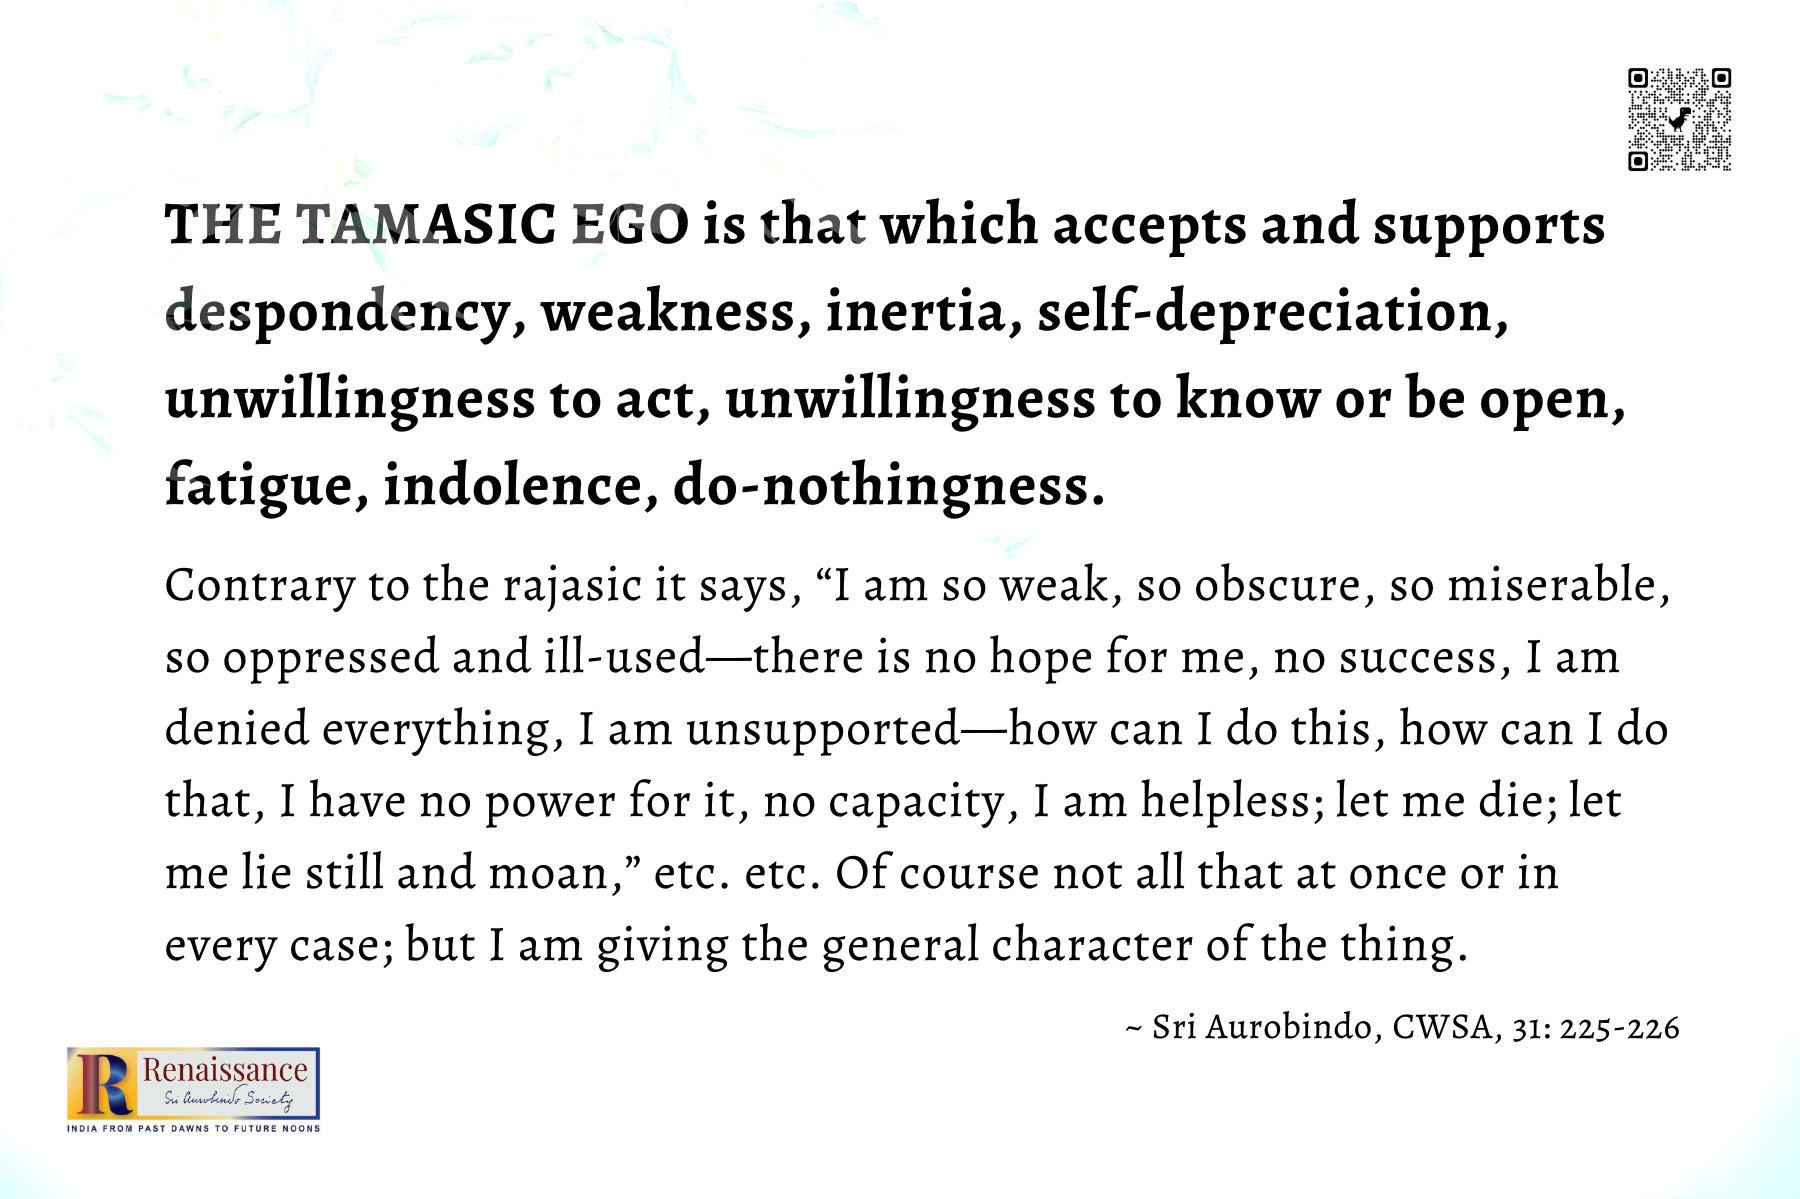 THE TAMASIC EGO is that which accepts and supports
despondency, weakness, inertia, self-depreciation,
unwillingness to act, unwillingness to know or be open,
fatigue, indolence, do-nothingness.
Contrary to the rajasic it says, “I am so weak, so obscure, so miserable,
so oppressed and ill-used—there is no hope for me, no success, I am
denied everything, I am unsupported—how can I do this, how can I do
that, I have no power for it, no capacity, I am helpless; let me die; let
me lie still and moan,” etc. etc. Of course not all that at once or in
every case; but I am giving the general character of the thing.
~ Sri Aurobindo, CWSA, 31: 225-226
R Renaissance
Sri Aurobindo Society
INDIA FROM PAST DAWNS TO FUTURE NOONS